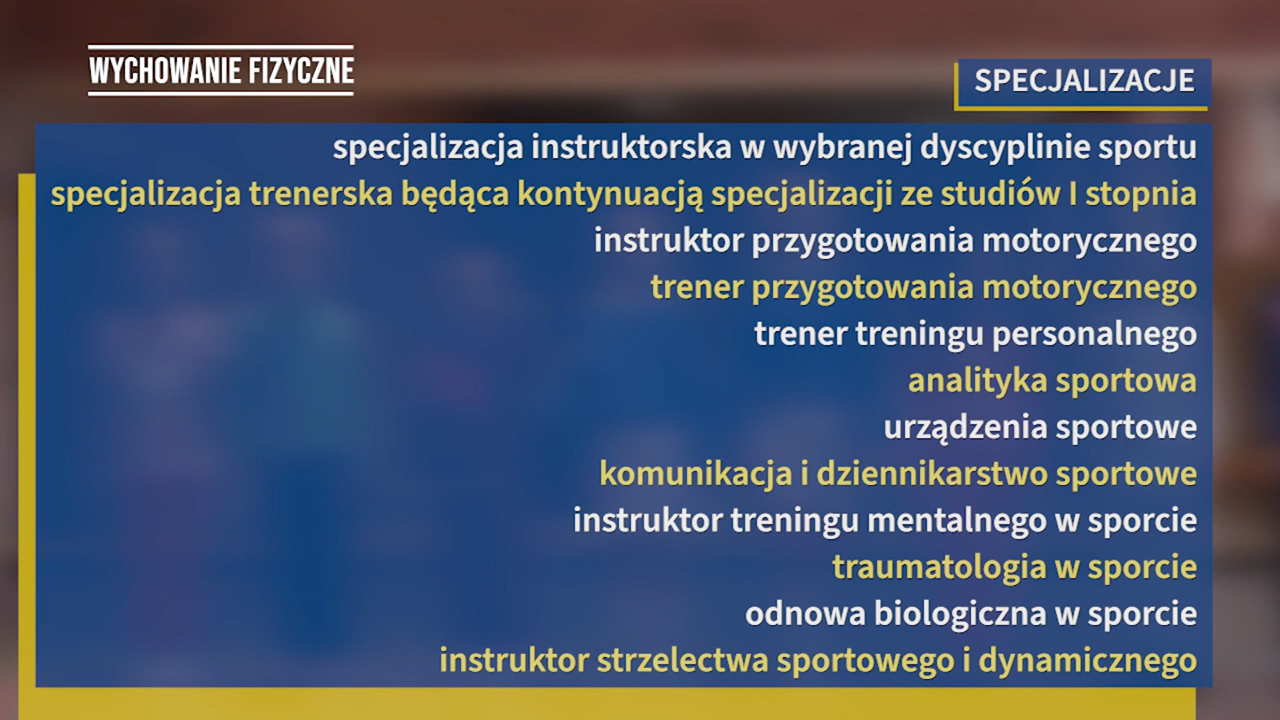 WYCHOWANIE FIZYCZNE
SPECJALIZACJE
specjalizacja instruktorska w wybranej dyscyplinie sportu
specjalizacja trenerska będąca kontynuacją specjalizacji ze studiów I stopnia
instruktor przygotowania motorycznego
trener przygotowania motorycznego
trener treningu personalnego
analityka sportowa
urządzenia sportowe
komunikacja i dziennikarstwo sportowe
instruktor treningu mentalnego w sporcie
traumatologia w sporcie
odnowa biologiczna w sporcie
instruktor strzelectwa sportowego i dynamicznego